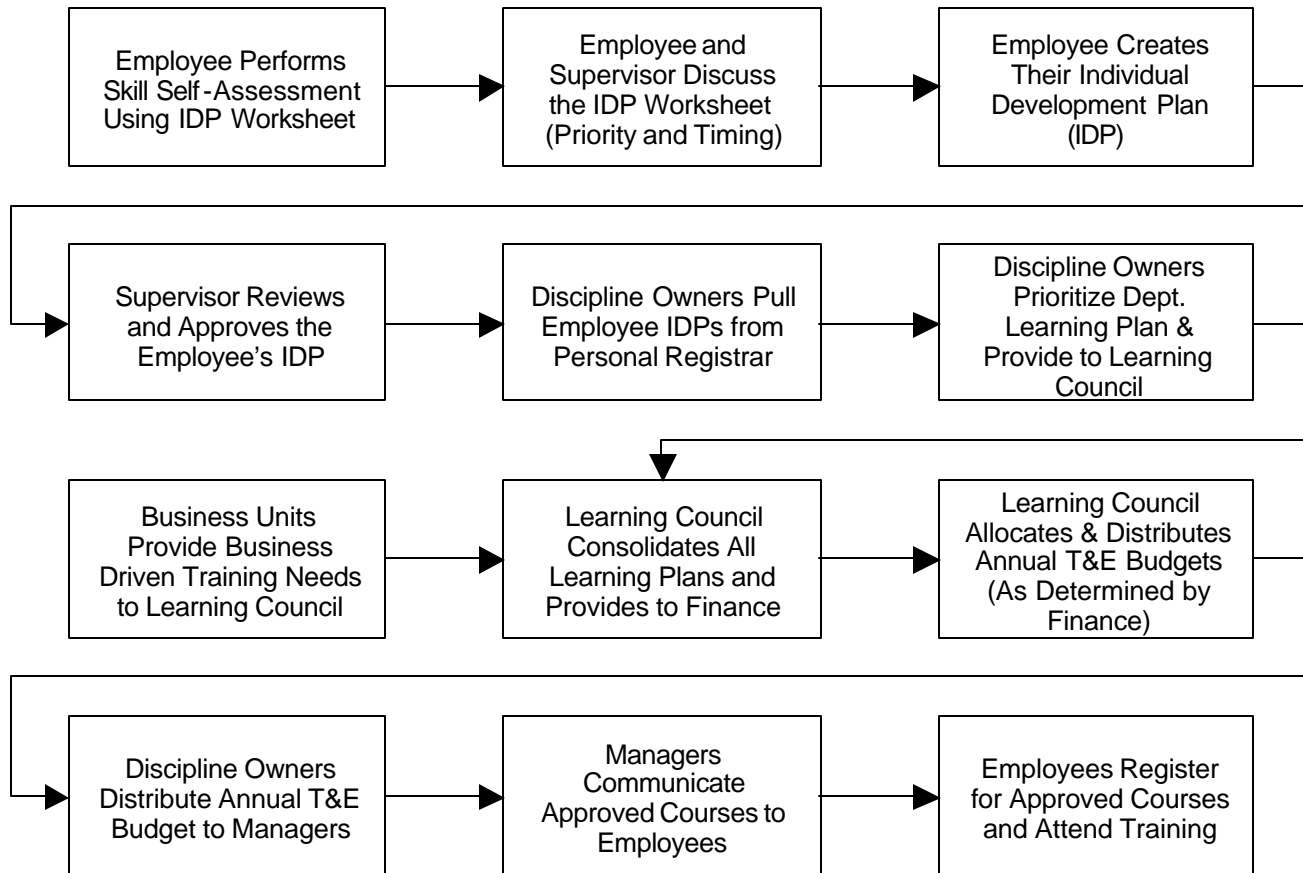 Employee Performs
Skill Self-Assessment
Using IDP Worksheet
Employee and
Supervisor Discuss
the IDP Worksheet
(Priority and Timing)
Employee Creates
Their Individual
Development Plan
(IDP)
Supervisor Reviews
and Approves the
Employee’s IDP
Discipline Owners Pull
Employee IDPs from
Personal Registrar
Discipline Owners
Prioritize Dept.
Learning Plan &
Provide to Learning
Council
Business Units
Provide Business
Driven Training Needs
to Learning Council
Learning Council
Consolidates All
Learning Plans and
Provides to Finance
Learning Council
Allocates & Distributes
Annual T&E Budgets
(As Determined by
Finance)
Discipline Owners
Distribute Annual T&E
Budget to Managers
Managers
Communicate
Approved Courses to
Employees
Employees Register
for Approved Courses
and Attend Training